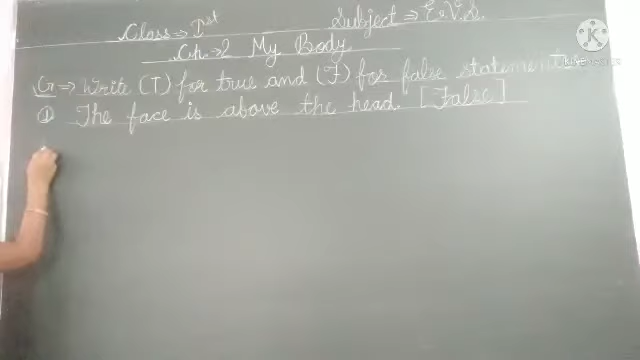 Class → Ist Subject ⇒ E.V.S.
Ch.→2 My Body
G ⇒ Write (T) for true and (F) for false statements
① The face is above the head. [False]
KINEMASTER